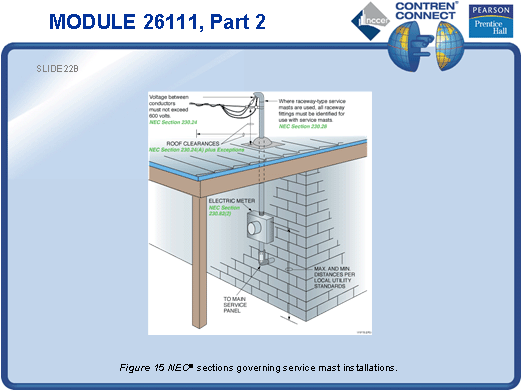 MODULE 26111, Part 2
nccer
CONTREN®
CONNECT
PEARSON
Prentice
Hall
SLIDE 22B
Voltage between
conductors
must not exceed
600 volts.
NEC Section 230.24
Where raceway-type service
masts are used, all raceway
fittings must be identified for
use with service masts.
NEC Section 230.28
ROOF CLEARANCES
NEC Section 230.24(A) plus Exceptions
ELECTRIC METER
NEC Section
230.82(2)
MAX. AND MIN.
DISTANCES PER
LOCAL UTILITY
STANDARDS
TO MAIN
SERVICE
PANEL
Figure 15 NEC® sections governing service mast installations.